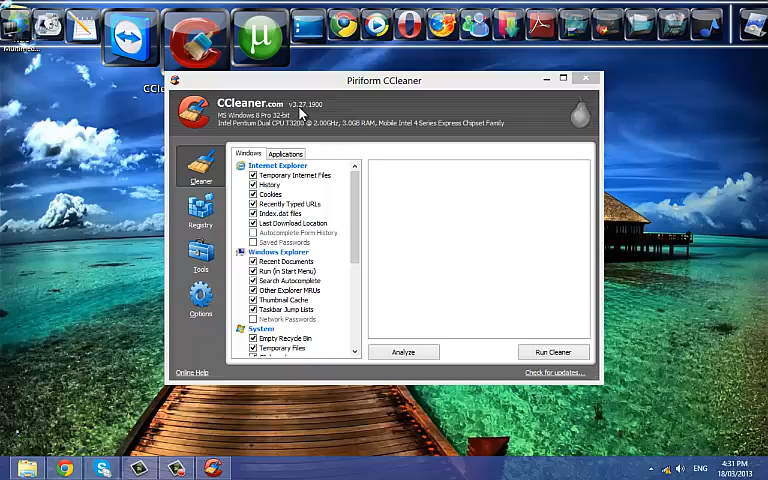 Multimed...
CC
Piriform CCleaner
CCleaner.com v3.27.1900
MS Windows 8 Pro 32-bit
Intel Pentium Dual CPU T3200 @ 2.00GHz, 3.0GB RAM, Mobile Intel 4 Series Express Chipset Family
Cleaner
Registry
Tools
Options
Windows
Applications
Internet Explorer
Temporary Internet Files
History
Cookies
Recently Typed URLs
Index.dat files
Last Download Location
Autocomplete Form History
Saved Passwords
Windows Explorer
Recent Documents
Run (in Start Menu)
Search Autocomplete
Other Explorer MRUs
Thumbnail Cache
Taskbar Jump Lists
Network Passwords
System
Empty Recycle Bin
Temporary Files
Analyze
Run Cleaner
Online Help
Check for updates...
ENG
4:31 PM
18/03/2013